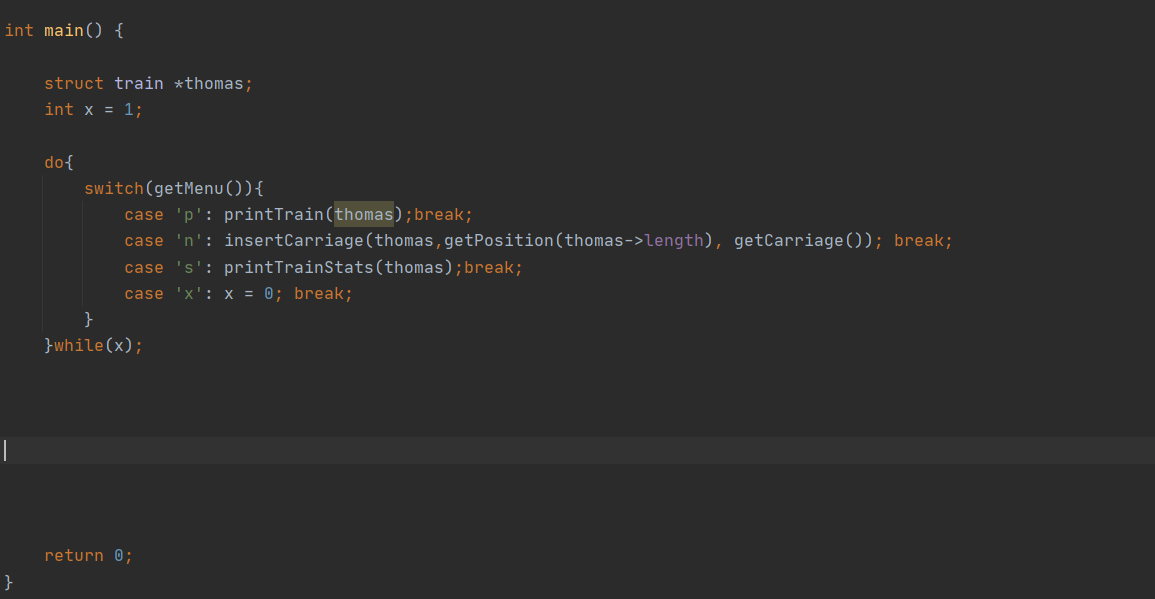 int main() {
    struct train *thomas;
    int x = 1;
    do{
        switch(getMenu()){
            case 'p': printTrain(thomas);break;
            case 'n': insertCarriage(thomas,getPosition(thomas->length), getCarriage()); break;
            case 's': printTrainStats(thomas);break;
            case 'x': x = 0; break;
        }
    }while(x);
    return 0;
}